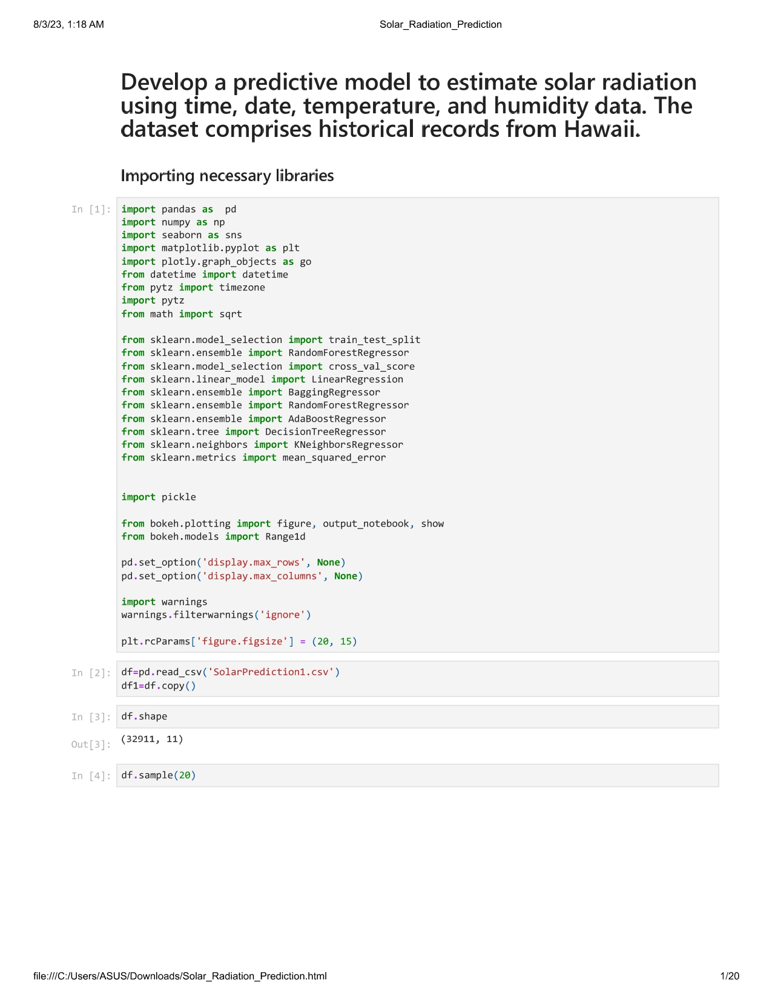 8/3/23, 1:18 AM
Solar_Radiation_Prediction
Develop a predictive model to estimate solar radiation
using time, date, temperature, and humidity data. The
dataset comprises historical records from Hawaii.
Importing necessary libraries
In [1]:
import pandas as  pd
import numpy as np
import seaborn as sns
import matplotlib.pyplot as plt
import plotly.graph_objects as go
from datetime import datetime
from pytz import timezone
import pytz
from math import sqrt
from sklearn.model_selection import train_test_split
from sklearn.ensemble import RandomForestRegressor
from sklearn.model_selection import cross_val_score
from sklearn.linear_model import LinearRegression
from sklearn.ensemble import BaggingRegressor
from sklearn.ensemble import RandomForestRegressor
from sklearn.ensemble import AdaBoostRegressor
from sklearn.tree import DecisionTreeRegressor
from sklearn.neighbors import KNeighborsRegressor
from sklearn.metrics import mean_squared_error
import pickle
from bokeh.plotting import figure, output_notebook, show
from bokeh.models import Range1d
pd.set_option('display.max_rows', None)
pd.set_option('display.max_columns', None)
import warnings
warnings.filterwarnings('ignore')
plt.rcParams['figure.figsize'] = (20, 15)
In [2]:
df=pd.read_csv('SolarPrediction1.csv')
df1=df.copy()
In [3]:
df.shape
Out[3]:
(32911, 11)
In [4]:
df.sample(20)
file:///C:/Users/ASUS/Downloads/Solar_Radiation_Prediction.html
1/20